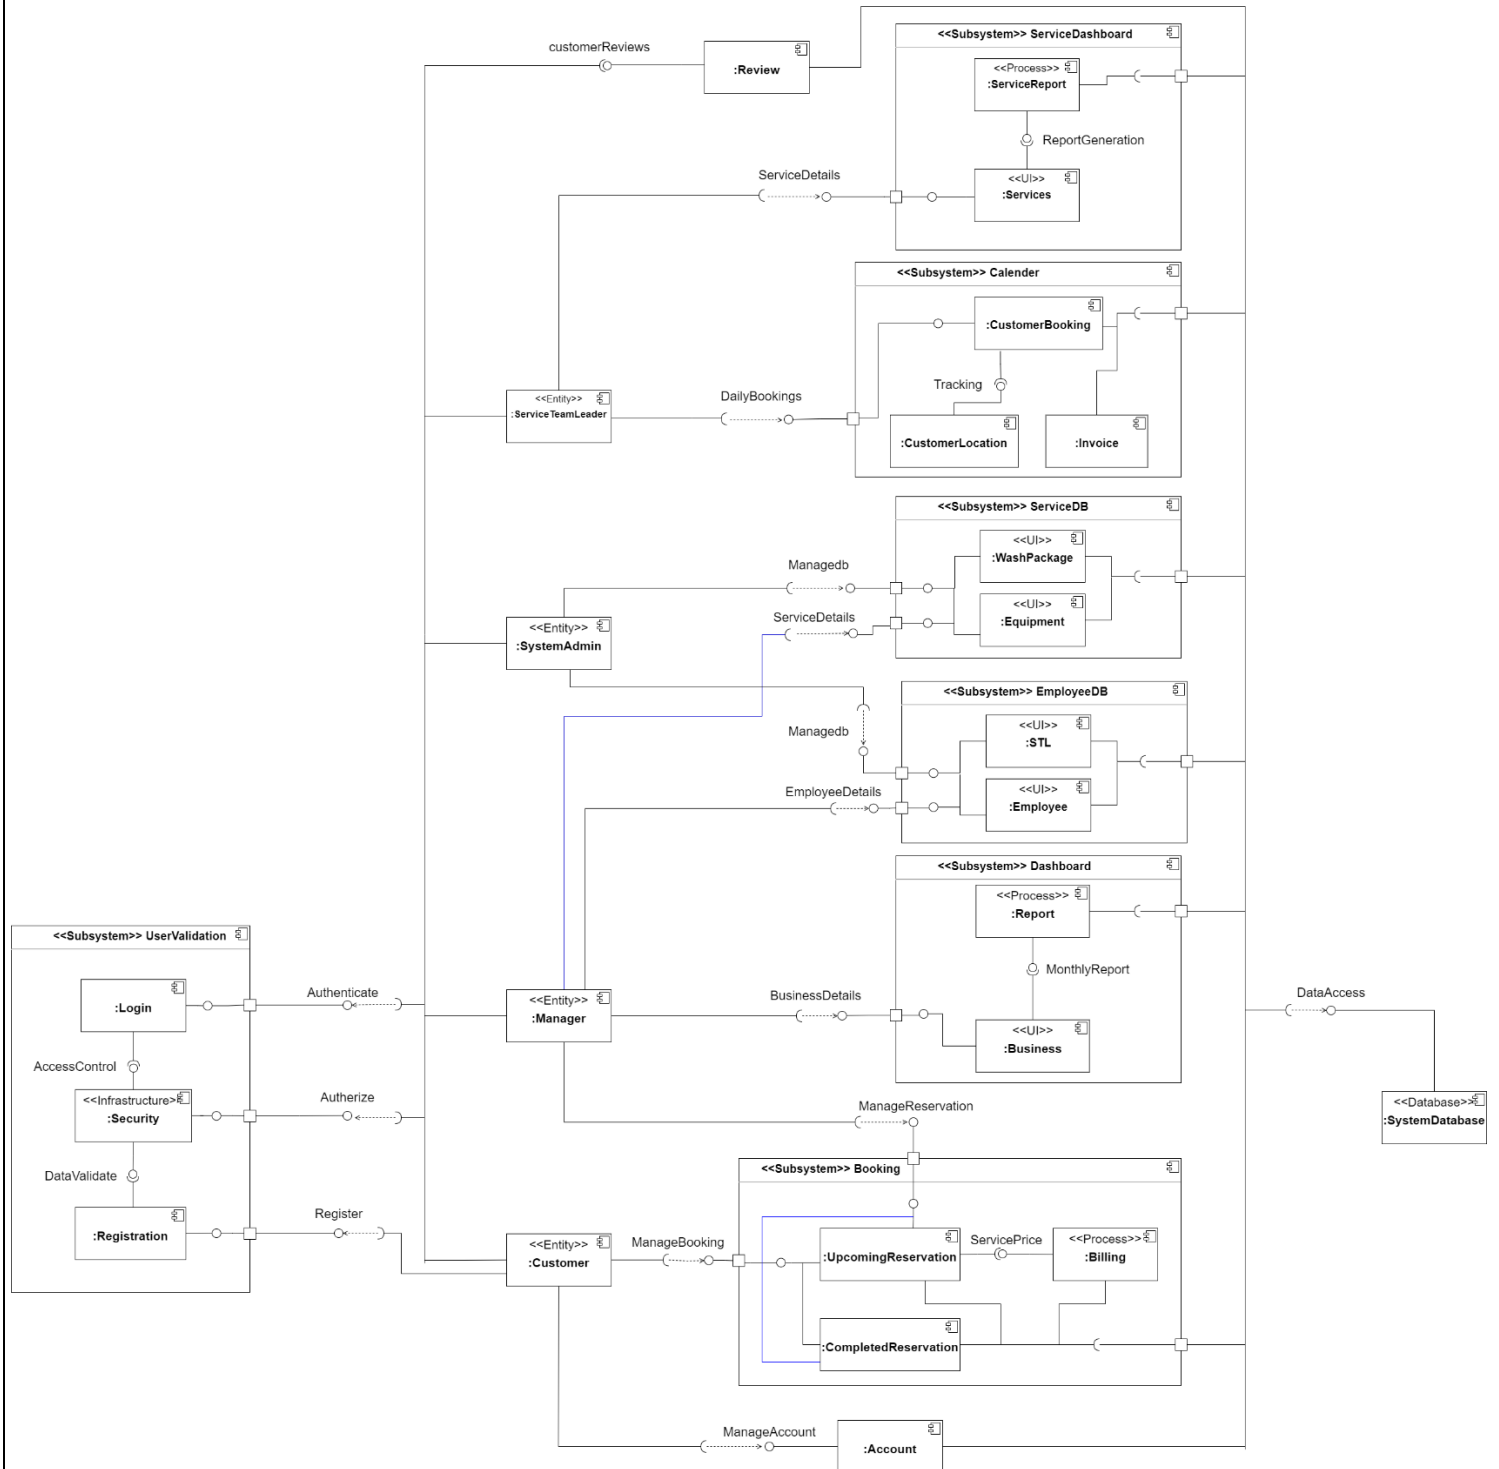 customerReviews
:Review
<<Subsystem>> ServiceDashboard
<<Process>>
:ServiceReport
ReportGeneration
<<UI>>
:Services
ServiceDetails
<<Subsystem>> Calender
:CustomerBooking
Tracking
:CustomerLocation
:Invoice
<<Entity>>
:ServiceTeamLeader
DailyBookings
<<Subsystem>> ServiceDB
<<UI>>
:WashPackage
<<UI>>
:Equipment
Managedb
ServiceDetails
<<Entity>>
:SystemAdmin
<<Subsystem>> EmployeeDB
<<UI>>
:STL
<<UI>>
:Employee
Managedb
EmployeeDetails
<<Subsystem>> Dashboard
<<Process>>
:Report
MonthlyReport
<<UI>>
:Business
BusinessDetails
<<Entity>>
:Manager
<<Subsystem>> UserValidation
:Login
AccessControl
<<Infrastructure>>
:Security
DataValidate
:Registration
Authenticate
Autherize
Register
DataAccess
<<Database>>
:SystemDatabase
ManageReservation
<<Subsystem>> Booking
:UpcomingReservation
ServicePrice
<<Process>>
:Billing
:CompletedReservation
<<Entity>>
:Customer
ManageBooking
ManageAccount
:Account